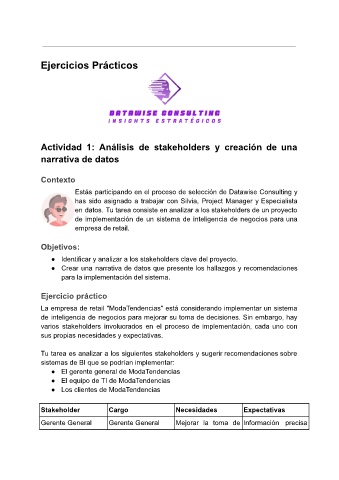 Ejercicios Prácticos
DATAWISE CONSULTING
INSIGHTS ESTRATÉGICOS
Actividad 1: Análisis de stakeholders y creación de una
narrativa de datos
Contexto
Estás participando en el proceso de selección de Datawise Consulting y
has sido asignado a trabajar con Silvia, Project Manager y Especialista
en datos. Tu tarea consiste en analizar a los stakeholders de un proyecto
de implementación de un sistema de inteligencia de negocios para una
empresa de retail.
Objetivos:
● Identificar y analizar a los stakeholders clave del proyecto.
● Crear una narrativa de datos que presente los hallazgos y recomendaciones
para la implementación del sistema.
Ejercicio práctico
La empresa de retail "ModaTendencias" está considerando implementar un sistema
de inteligencia de negocios para mejorar su toma de decisiones. Sin embargo, hay
varios stakeholders involucrados en el proceso de implementación, cada uno con
sus propias necesidades y expectativas.
Tu tarea es analizar a los siguientes stakeholders y sugerir recomendaciones sobre
sistemas de BI que se podrían implementar:
● El gerente general de ModaTendencias
● El equipo de TI de ModaTendencias
● Los clientes de ModaTendencias
Stakeholder Cargo Necesidades Expectativas
Gerente General Gerente General Mejorar la toma de Información precisa